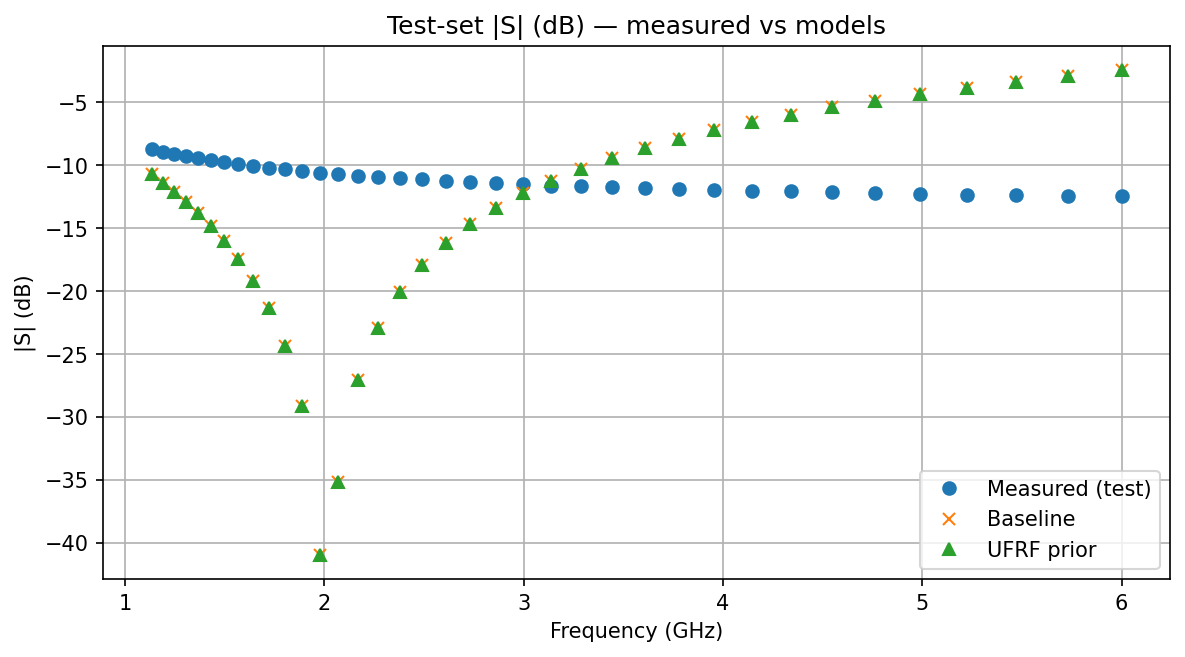 Test-set |S| (dB) — measured vs models
|S| (dB)
−5
−10
−15
−20
−25
−30
−35
−40
1 2 3 4 5 6
Frequency (GHz)
Measured (test)
Baseline
UFRF prior